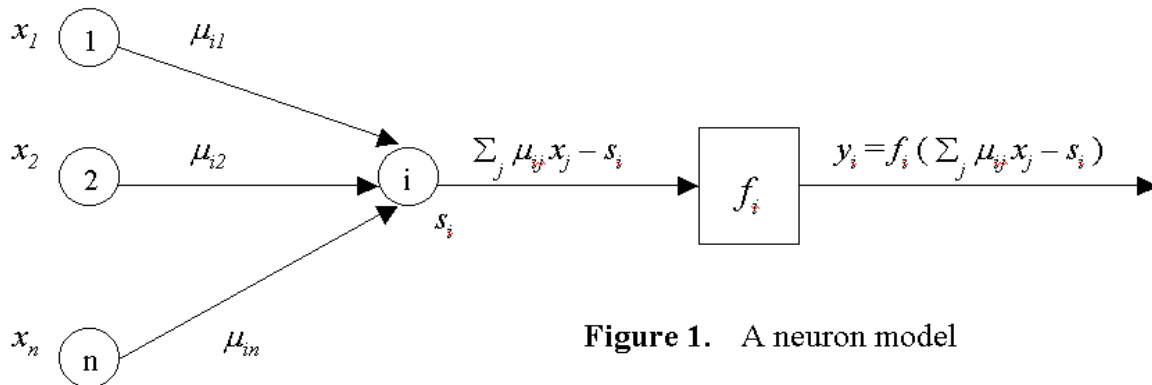 x₁ 1 μᵢ₁
x₂ 2 μᵢ₂ i ∑ⱼ μᵢⱼ xⱼ − sᵢ fᵢ yᵢ = fᵢ ( ∑ⱼ μᵢⱼ xⱼ − sᵢ )
sᵢ
xₙ n μᵢₙ
Figure 1. A neuron model